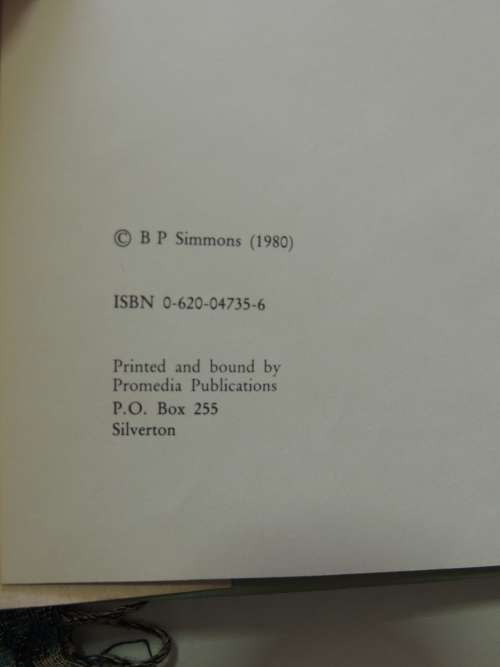 © B P Simmons (1980)
ISBN 0-620-04735-6
Printed and bound by
Promedia Publications
P.O. Box 255
Silverton